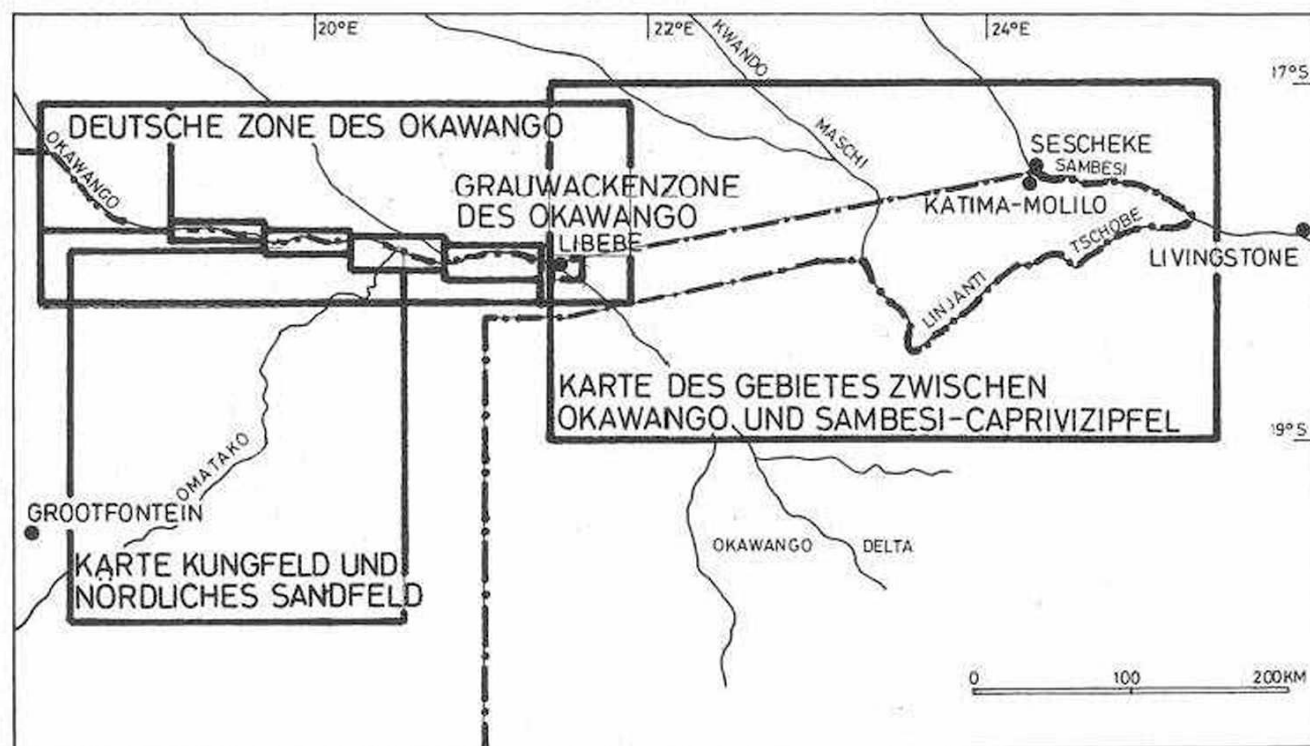 20°E
22°E
24°E
17°S
KWANDO
DEUTSCHE ZONE DES OKAWANGO
MASCHI
OKAWANGO
SESCHEKE
SAMBESI
GRAUWACKENZONE
DES OKAWANGO
KATIMA-MOLILO
LIBEBE
TSCHOBE
LIVINGSTONE
LINJANTI
KARTE DES GEBIETES ZWISCHEN
OKAWANGO UND SAMBESI-CAPRIVIZIPFEL
19°S
OMATAKO
GROOTFONTEIN
OKAWANGO DELTA
KARTE KUNGFELD UND
NÖRDLICHES SANDFELD
0 100 200KM